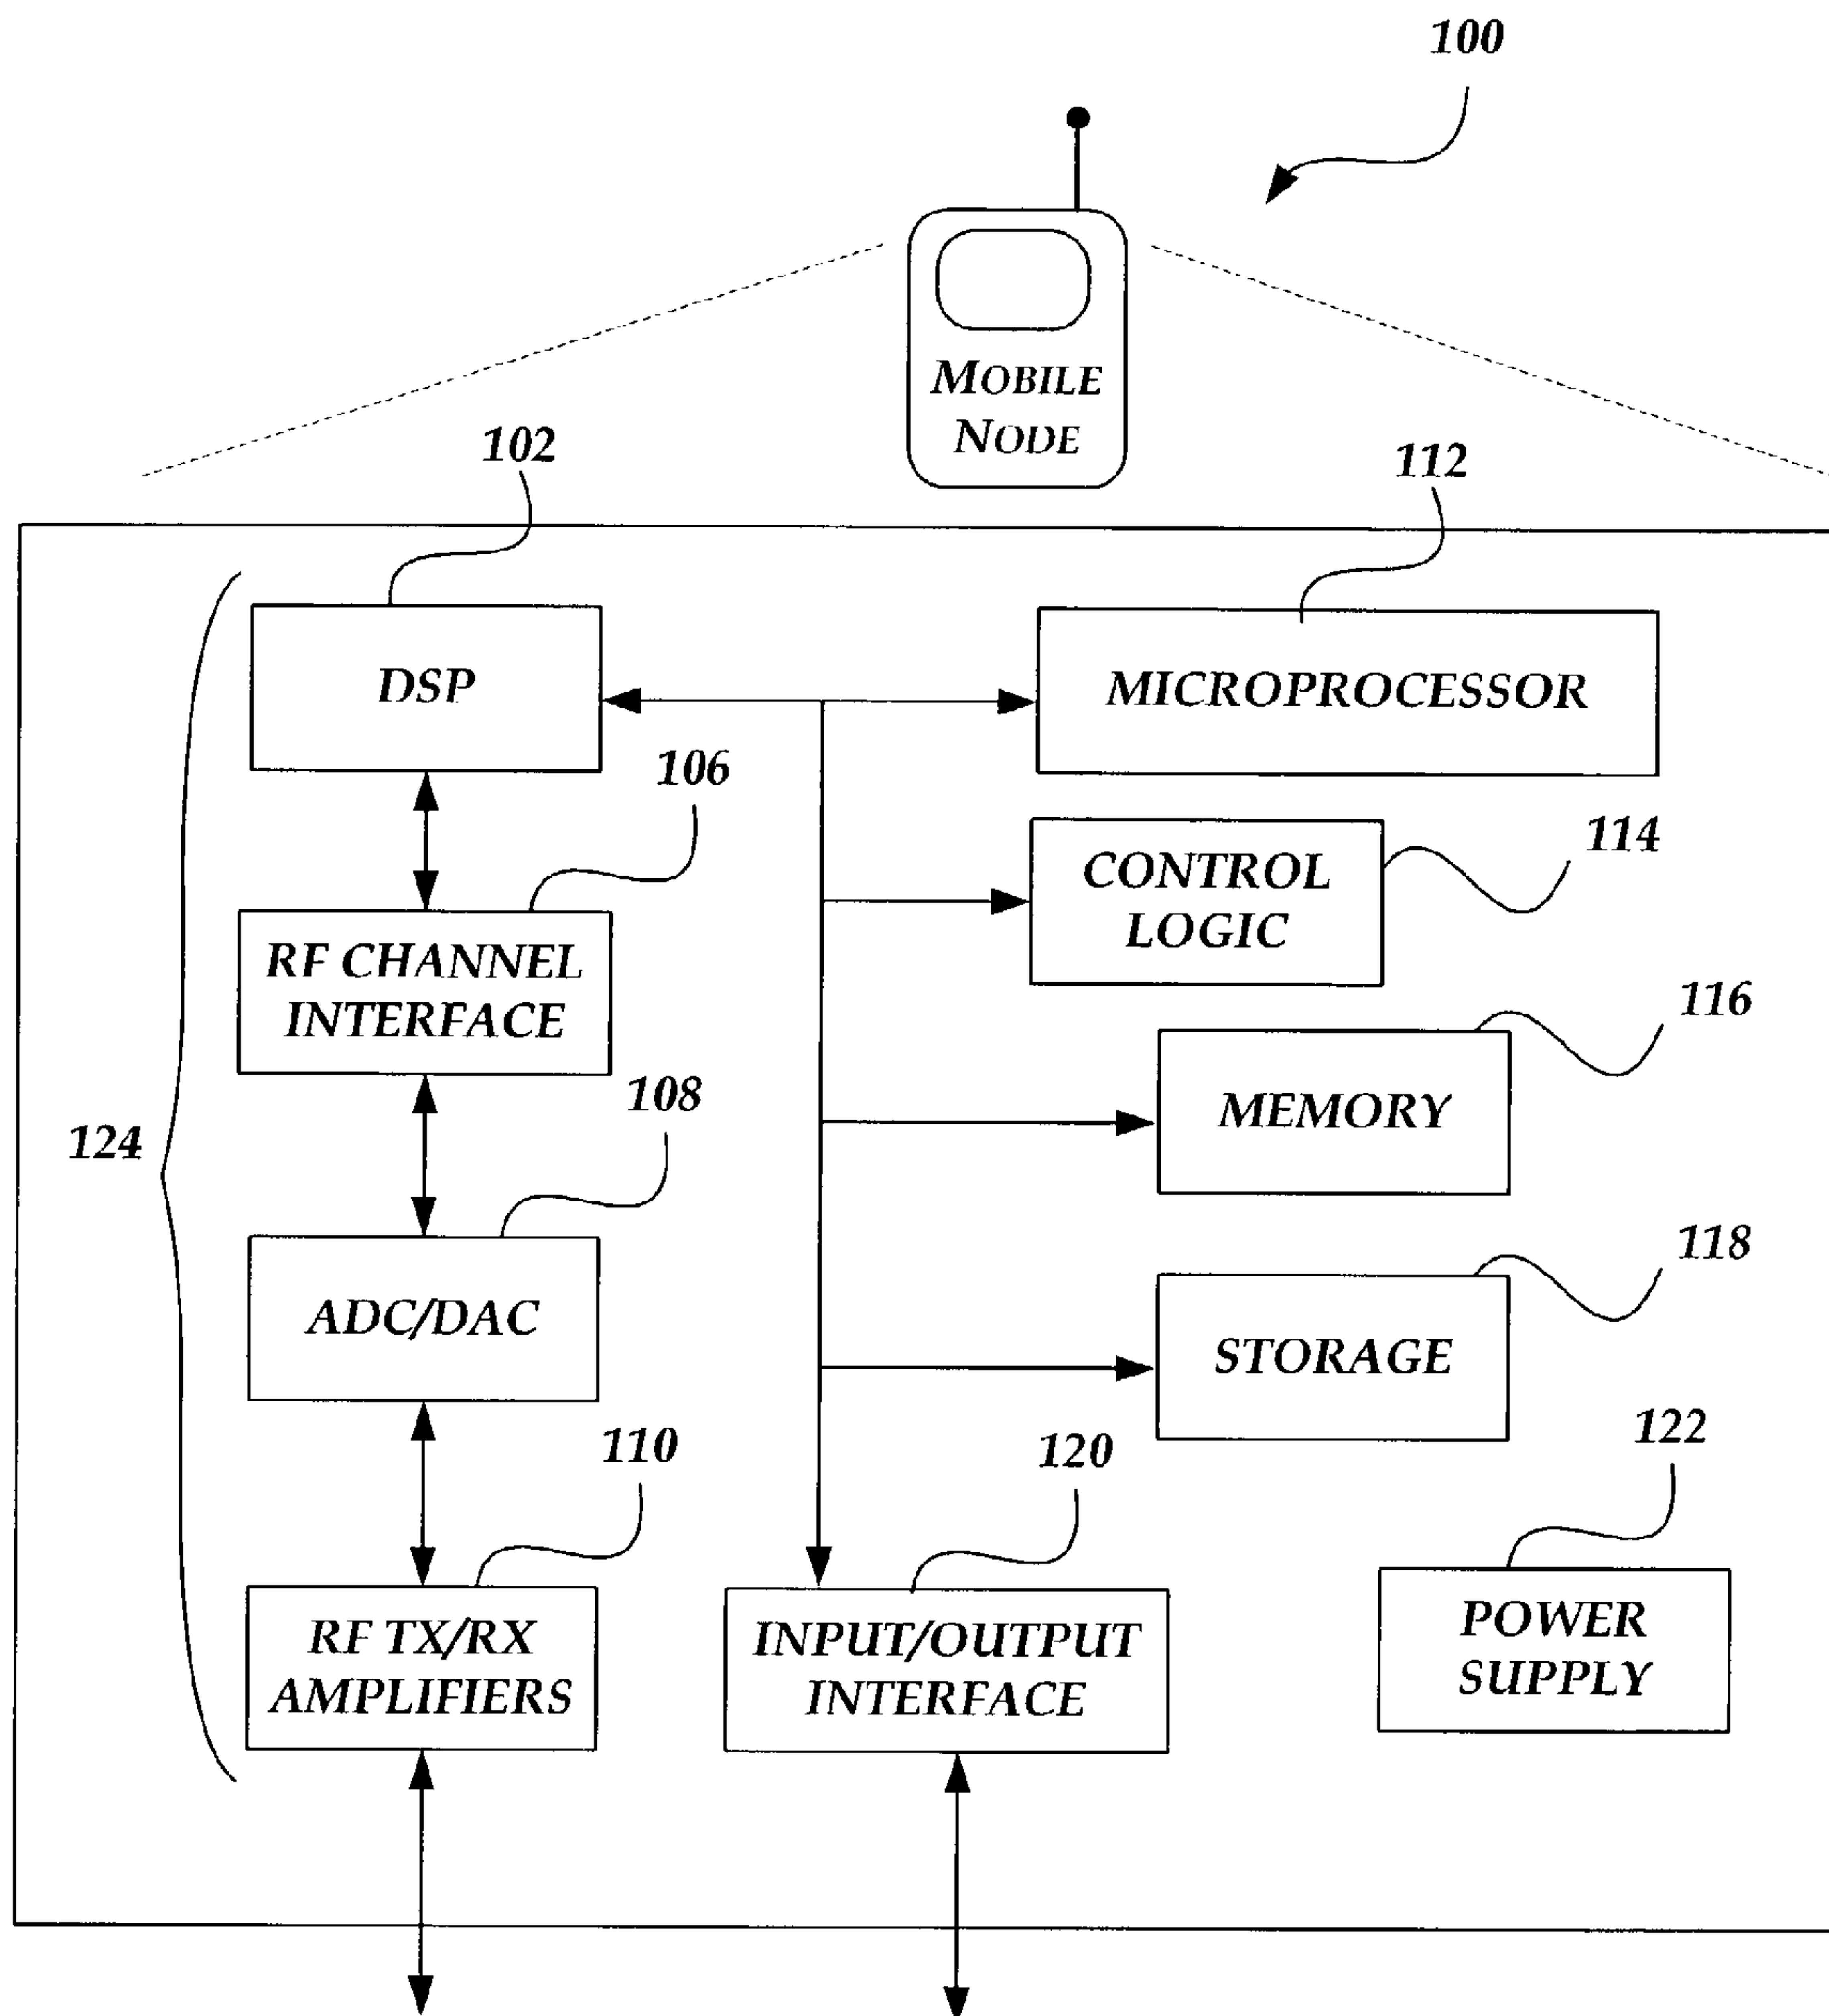 100
MOBILE
NODE
102
112
DSP
MICROPROCESSOR
106
114
CONTROL
LOGIC
RF CHANNEL
INTERFACE
116
108
MEMORY
124
118
ADC/DAC
STORAGE
122
110
120
RF TX/RX
AMPLIFIERS
INPUT/OUTPUT
INTERFACE
POWER
SUPPLY